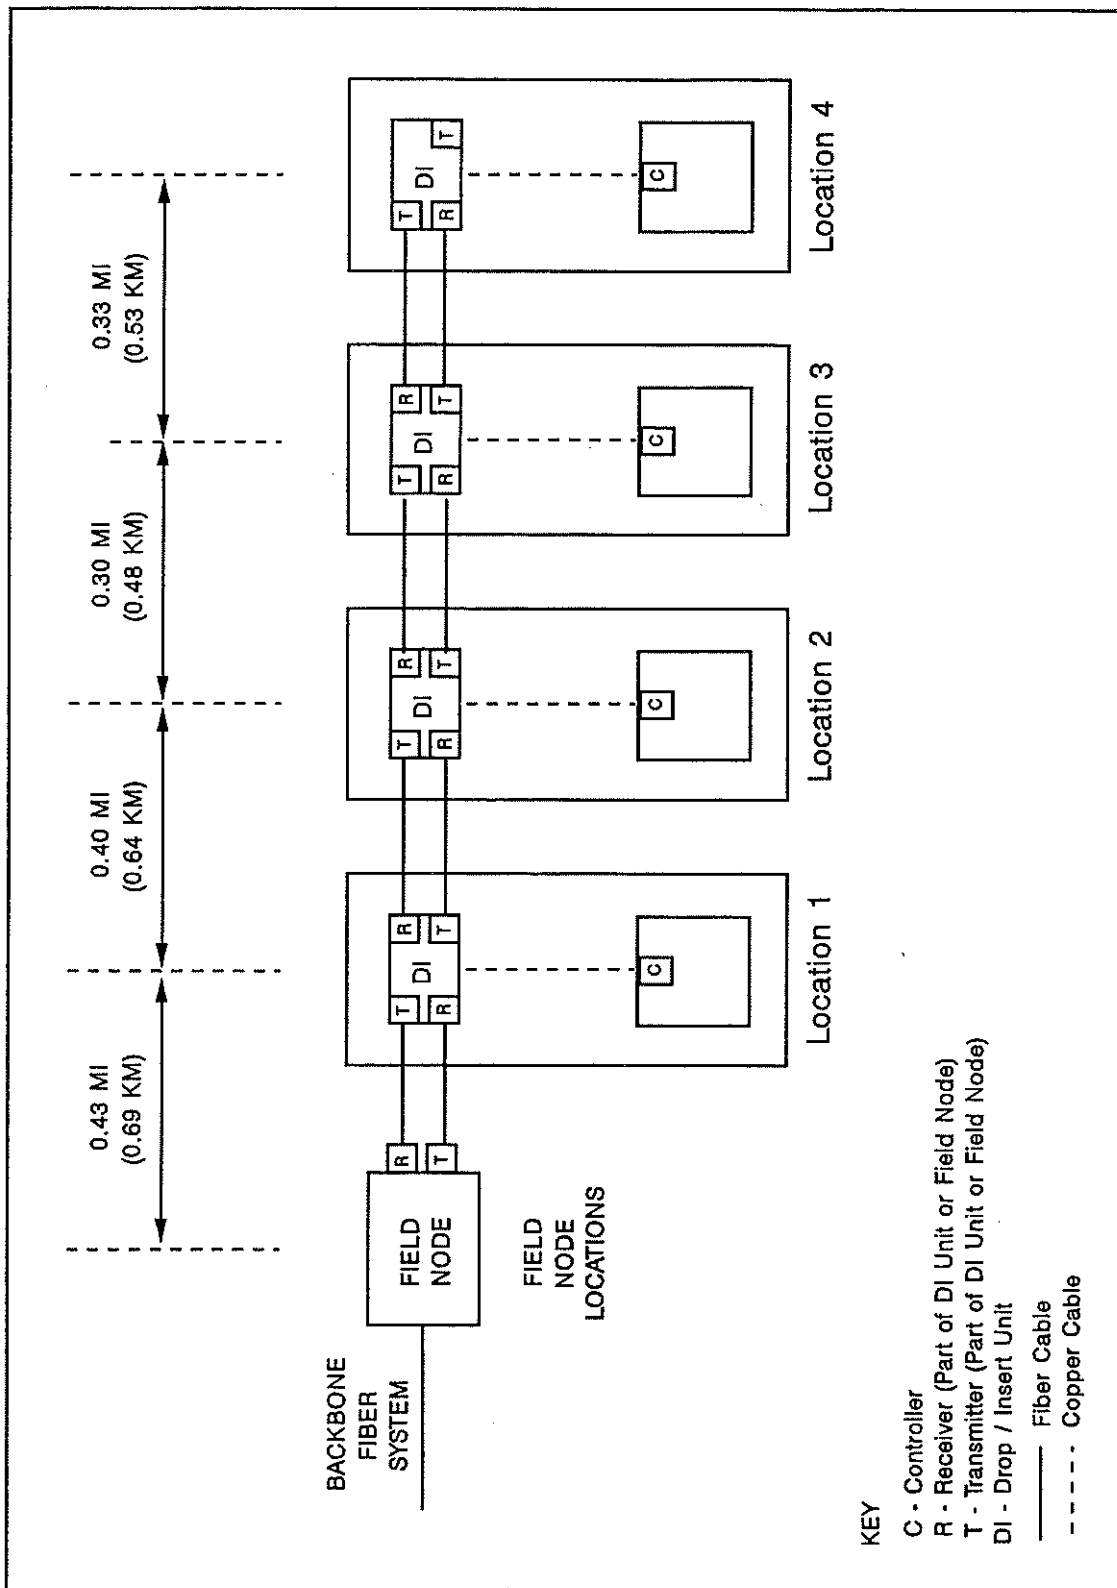 0.43 MI
(0.69 KM)
0.40 MI
(0.64 KM)
0.30 MI
(0.48 KM)
0.33 MI
(0.53 KM)
BACKBONE
FIBER
SYSTEM
FIELD
NODE
R
T
FIELD
NODE
LOCATIONS
T
R
DI
R
T
C
Location 1
T
R
DI
R
T
C
Location 2
T
R
DI
R
T
C
Location 3
T
R
DI
T
C
Location 4
KEY
C - Controller
R - Receiver (Part of DI Unit or Field Node)
T - Transmitter (Part of DI Unit or Field Node)
DI - Drop / Insert Unit
Fiber Cable
Copper Cable